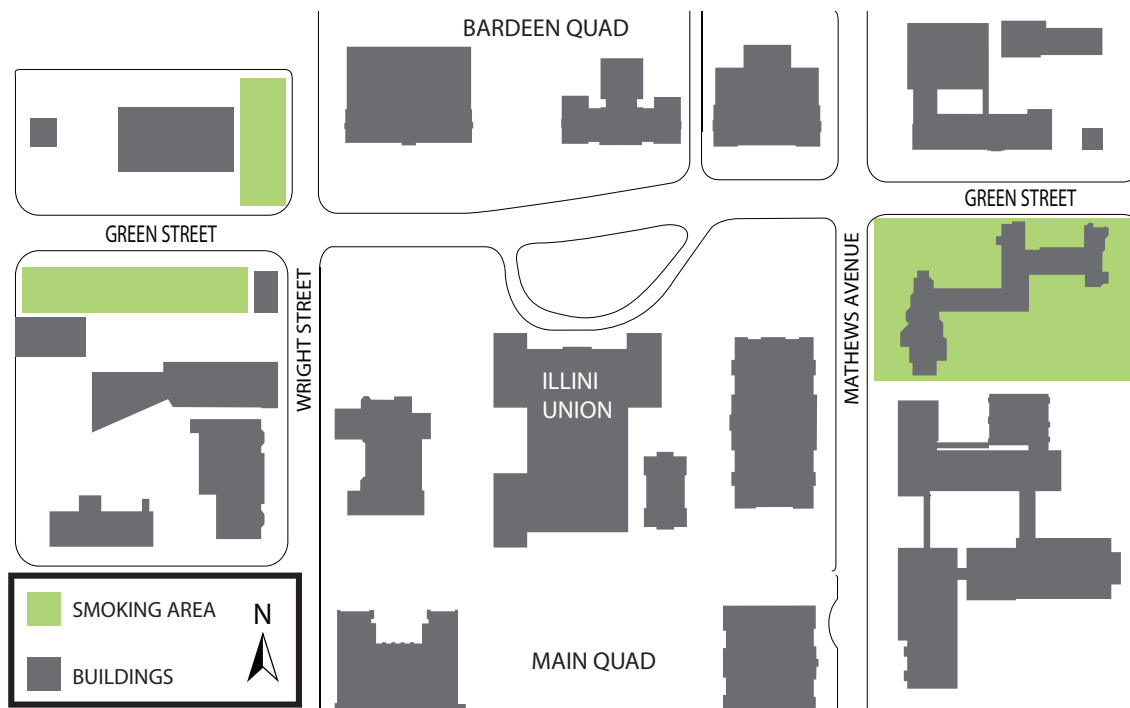 BARDEEN QUAD
GREEN STREET
GREEN STREET
WRIGHT STREET
MATHEWS AVENUE
ILLINI
UNION
SMOKING AREA
N
BUILDINGS
MAIN QUAD